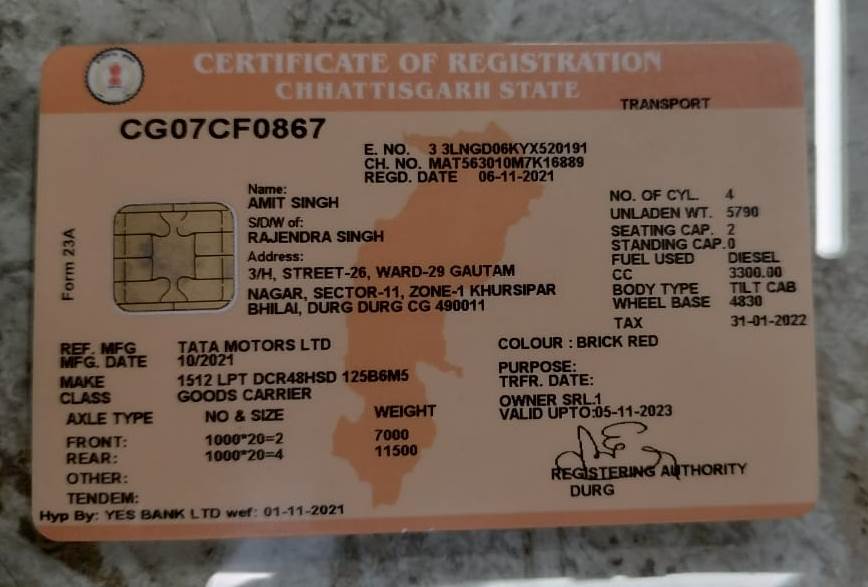 CERTIFICATE OF REGISTRATION
CHHATTISGARH STATE
TRANSPORT
CG07CF0867
E. NO. 3 3LNGD06KYX520191
CH. NO. MAT563010M7K16889
REGD. DATE 06-11-2021
Form 23A
Name:
AMIT SINGH
S/D/W of:
RAJENDRA SINGH
Address:
3/H, STREET-26, WARD-29 GAUTAM
NAGAR, SECTOR-11, ZONE-1 KHURSIPAR
BHILAI, DURG DURG CG 490011
NO. OF CYL. 4
UNLADEN WT. 5790
SEATING CAP. 2
STANDING CAP.0
FUEL USED DIESEL
CC 3300.00
BODY TYPE TILT CAB
WHEEL BASE 4830
TAX 31-01-2022
REF. MFG TATA MOTORS LTD
MFG. DATE 10/2021
MAKE 1512 LPT DCR48HSD 125B6M5
CLASS GOODS CARRIER
COLOUR : BRICK RED
PURPOSE:
TRFR. DATE:
OWNER SRL.1
VALID UPTO:05-11-2023
AXLE TYPE NO & SIZE WEIGHT
FRONT: 1000*20=2 7000
REAR: 1000*20=4 11500
OTHER:
TENDEM:
REGISTERING AUTHORITY
DURG
Hyp By: YES BANK LTD wef: 01-11-2021